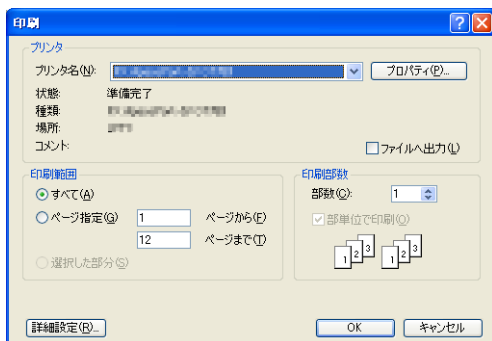 印刷
プリンタ
プリンタ名(N):
プロパティ(P)...
状態: 準備完了
種類:
場所:
コメント:
ファイルへ出力(L)
印刷範囲
すべて(A)
ページ指定(G) 1 ページから(F)
12 ページまで(T)
選択した部分(S)
印刷部数
部数(C): 1
部単位で印刷(O)
1 2 3 1 2 3
詳細設定(R)...
OK
キャンセル